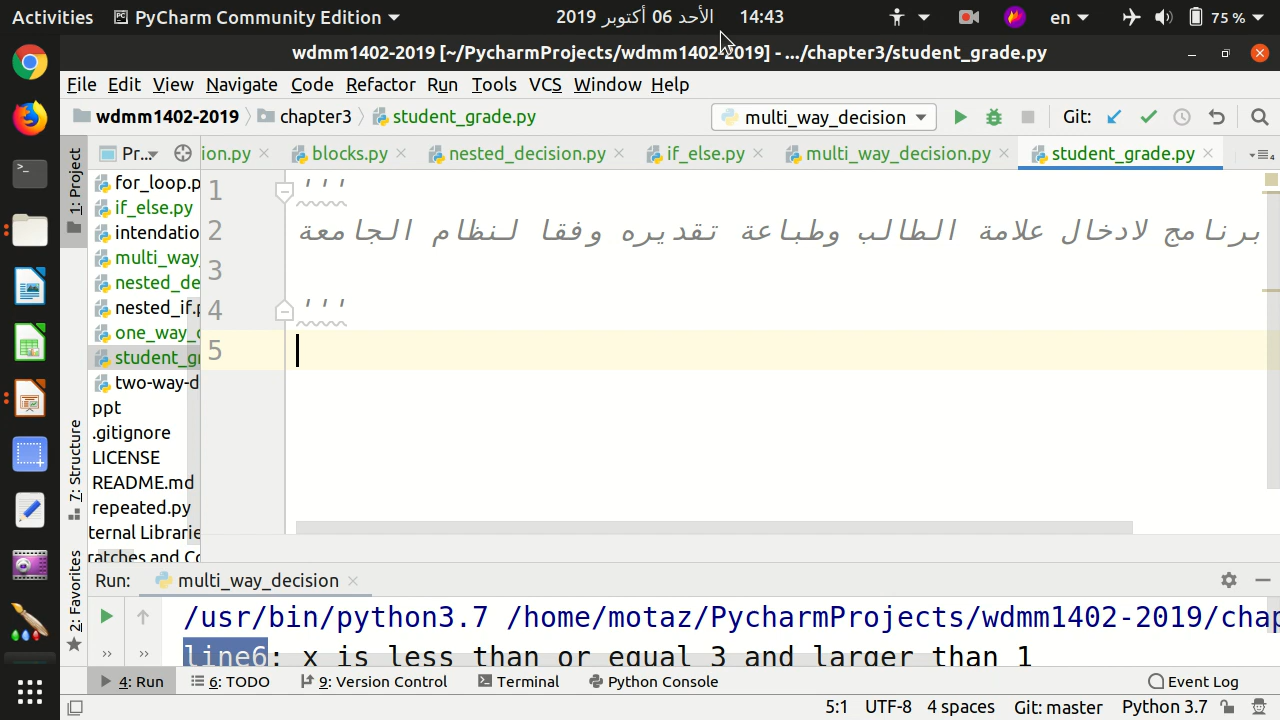 Activities PyCharm Community Edition الأحد 06 أكتوبر 2019 14:43 en 75 %
wdmm1402-2019 [~/PycharmProjects/wdmm1402-2019] - .../chapter3/student_grade.py
File Edit View Navigate Code Refactor Run Tools VCS Window Help
wdmm1402-2019 chapter3 student_grade.py multi_way_decision Git:
1: Project
Pr... ion.py blocks.py nested_decision.py if_else.py multi_way_decision.py student_grade.py
for_loop.p
if_else.py
intendatio
multi_way
nested_de
nested_if.p
one_way_
student_g
two-way-d
ppt
.gitignore
LICENSE
README.md
repeated.py
ternal Librarie
ratches and Co
1 '''
2 برنامج لادخال علامة الطالب وطباعة تقديره وفقا لنظام الجامعة
3
4 '''
5
7: Structure
2: Favorites
Run: multi_way_decision
/usr/bin/python3.7 /home/motaz/PycharmProjects/wdmm1402-2019/chap
line6: x is less than or equal 3 and larger than 1
4: Run 6: TODO 9: Version Control Terminal Python Console Event Log
5:1 UTF-8 4 spaces Git: master Python 3.7